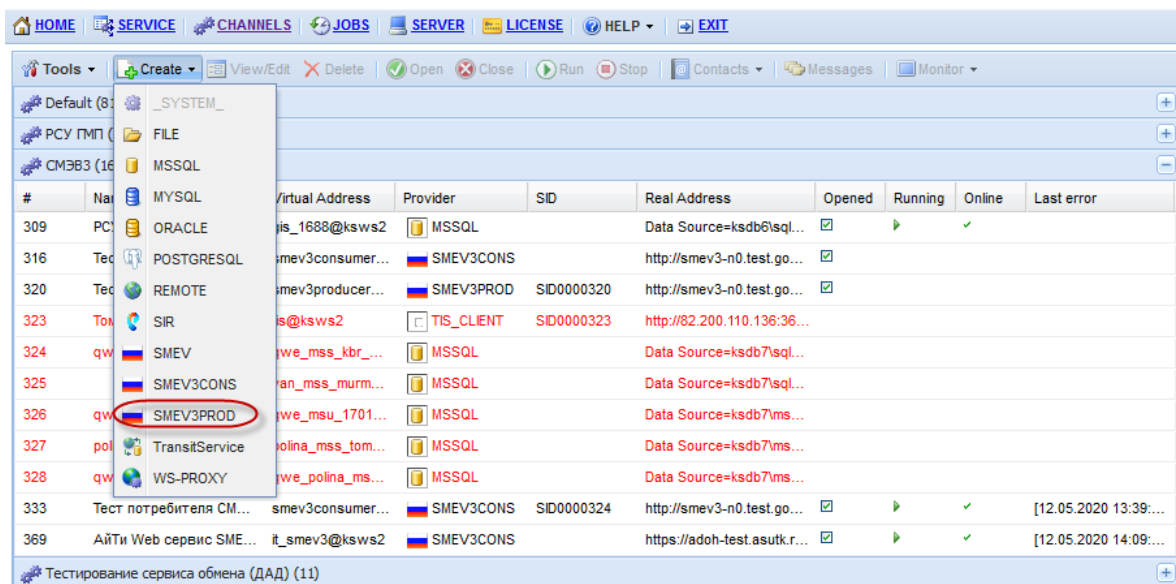 HOME SERVICE CHANNELS JOBS SERVER LICENSE HELP EXIT
Tools Create View/Edit Delete Open Close Run Stop Contacts Messages Monitor
Default (81
РСУ ГМП (
СМЭВ3 (16
_SYSTEM_
FILE
MSSQL
MYSQL
ORACLE
POSTGRESQL
REMOTE
SIR
SMEV
SMEV3CONS
SMEV3PROD
TransitService
WS-PROXY
# Virtual Address Provider SID Real Address Opened Running Online Last error
309 РСУ gis_1688@ksws2 MSSQL Data Source=ksdb6\sql...
316 Тес smev3consumer... SMEV3CONS http://smev3-n0.test.go...
320 Тес smev3producer... SMEV3PROD SID0000320 http://smev3-n0.test.go...
323 Том is@ksws2 TIS_CLIENT SID0000323 http://82.200.110.136:36...
324 qw qwe_mss_kbr_... MSSQL Data Source=ksdb7\sql...
325 van_mss_murm... MSSQL Data Source=ksdb7\sql...
326 qw qwe_msu_1701... MSSQL Data Source=ksdb7\ms...
327 pol polina_mss_tom... MSSQL Data Source=ksdb7\ms...
328 qw qwe_polina_ms... MSSQL Data Source=ksdb7\ms...
333 Тест потребителя СМ... smev3consumer... SMEV3CONS SID0000324 http://smev3-n0.test.go... [12.05.2020 13:39:...
369 АйТи Web сервис SME... it_smev3@ksws2 SMEV3CONS https://adoh-test.asutk.r... [12.05.2020 14:09:...
Тестирование сервиса обмена (ДАД) (11)